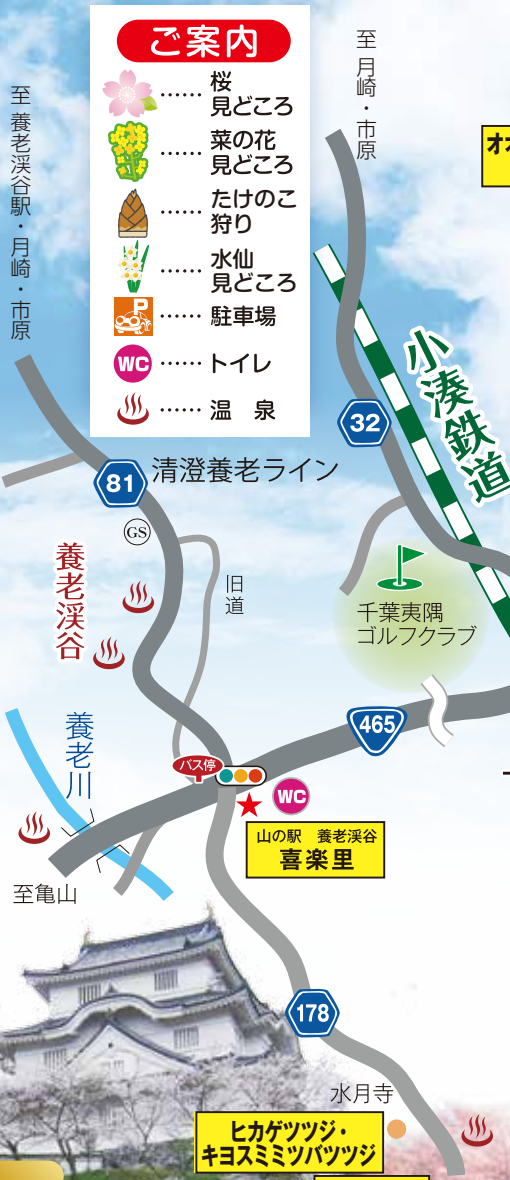 ご案内
……桜
見どころ
……菜の花
見どころ
……たけのこ
狩り
……水仙
見どころ
P
……駐車場
WC
……トイレ
……温 泉
至 養老渓谷駅・月崎・市原
至 月崎・市原
オオ
小湊鉄道
32
81
清澄養老ライン
GS
養老渓谷
旧道
千葉夷隅
ゴルフクラブ
465
養老川
バス停
WC
山の駅 養老渓谷
喜楽里
至亀山
178
水月寺
ヒカゲツツジ・
キヨスミミツバツツジ